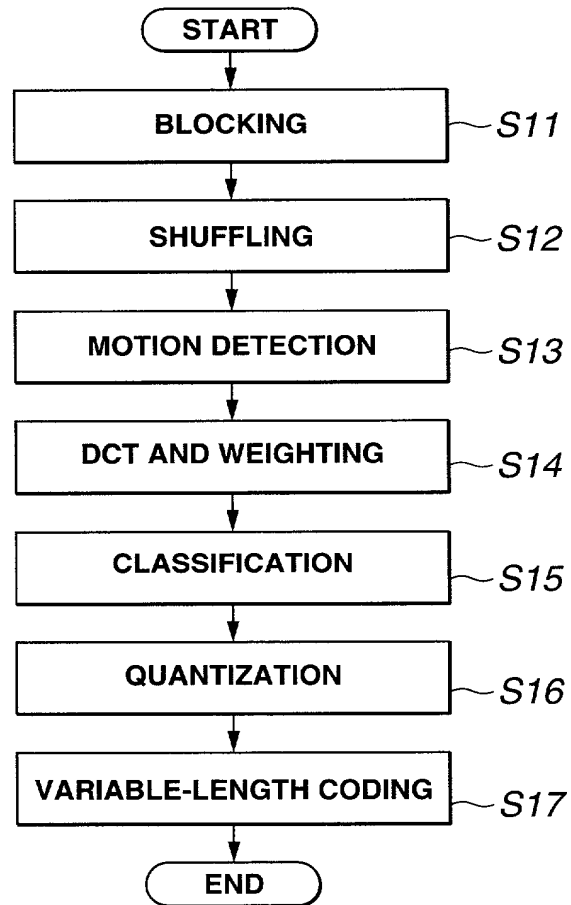 START
BLOCKING
S11
SHUFFLING
S12
MOTION DETECTION
S13
DCT AND WEIGHTING
S14
CLASSIFICATION
S15
QUANTIZATION
S16
VARIABLE-LENGTH CODING
S17
END